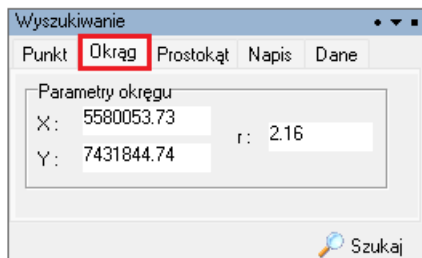 Wyszukiwanie
Punkt Okrąg Prostokąt Napis Dane
Parametry okręgu
X: 5580053.73
r: 2.16
Y: 7431844.74
Szukaj